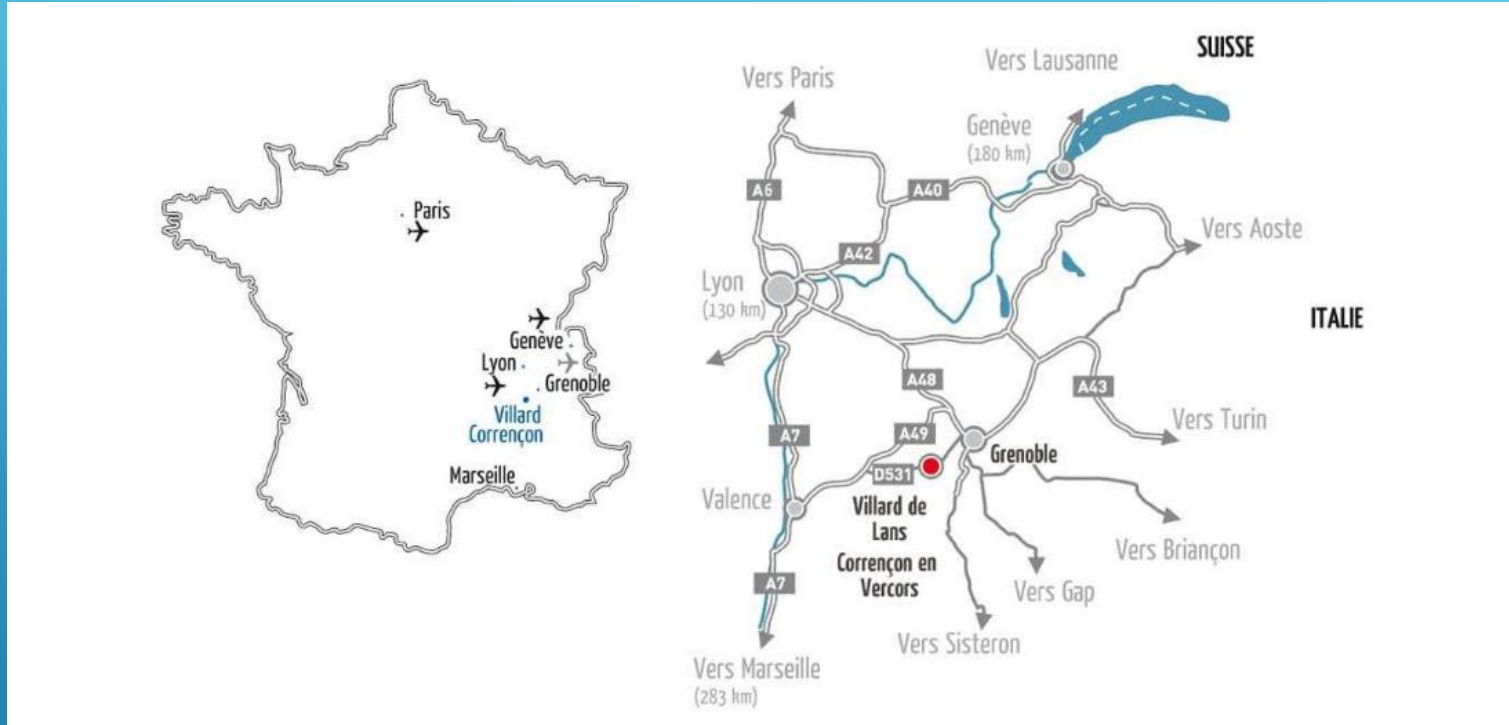 Paris
Genève
Lyon
Grenoble
Villard
Corrençon
Marseille
SUISSE
Vers Lausanne
Vers Paris
Genève
(180 km)
A6
A40
Vers Aoste
A42
Lyon
(130 km)
ITALIE
A48
A43
Vers Turin
A7
A49
Grenoble
D531
Valence
Villard de
Lans
Corrençon en
Vercors
Vers Briançon
A7
Vers Gap
Vers Sisteron
Vers Marseille
(283 km)